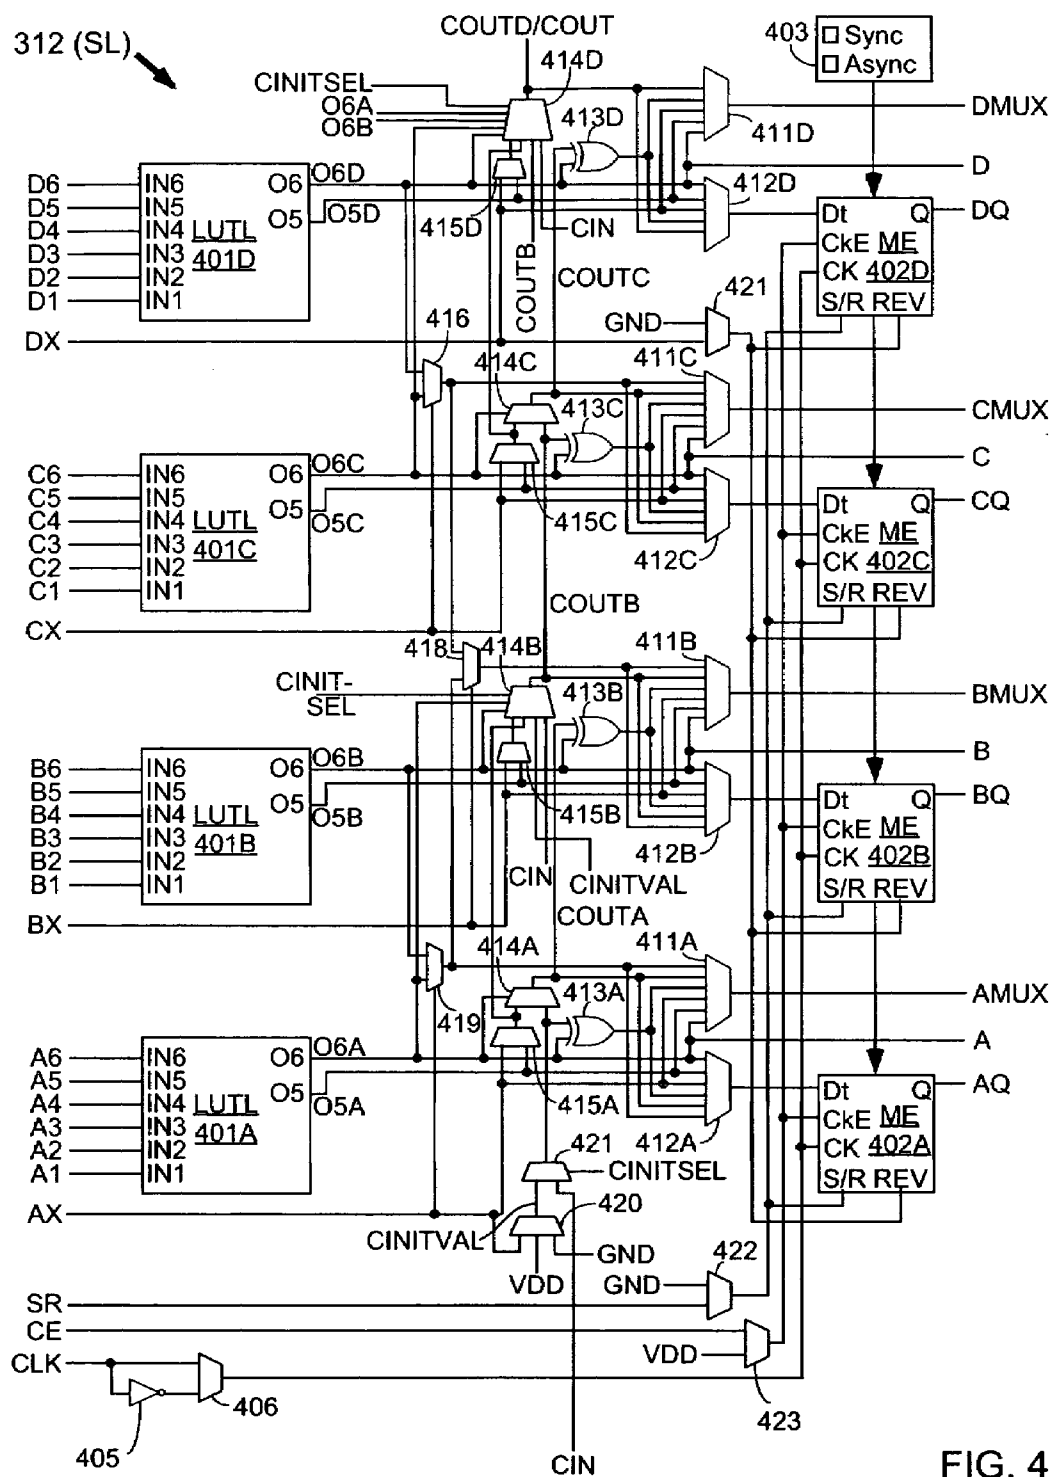 312 (SL)
COUTD/COUT
414D
CINITSEL
O6A
O6B
413D
411D
403
Sync
Async
DMUX
D
DQ
D6
D5
D4
D3
D2
D1
IN6
IN5
IN4
IN3
IN2
IN1
LUTL
401D
O6
O5
O6D
O5D
415D
CIN
COUTB
COUTC
412D
Dt
Q
CkE
ME
CK
402D
S/R
REV
DX
GND
421
416
414C
411C
413C
CMUX
C
CQ
C6
C5
C4
C3
C2
C1
IN6
IN5
IN4
IN3
IN2
IN1
LUTL
401C
O6
O5
O6C
O5C
415C
412C
Dt
Q
CkE
ME
CK
402C
S/R
REV
COUTB
CX
418
414B
411B
CINIT-
SEL
413B
BMUX
B
BQ
B6
B5
B4
B3
B2
B1
IN6
IN5
IN4
IN3
IN2
IN1
LUTL
401B
O6
O5
O6B
O5B
415B
412B
CIN
CINITVAL
Dt
Q
CkE
ME
CK
402B
S/R
REV
BX
COUTA
414A
411A
419
413A
AMUX
A
AQ
A6
A5
A4
A3
A2
A1
IN6
IN5
IN4
IN3
IN2
IN1
LUTL
401A
O6
O5
O6A
O5A
415A
412A
Dt
Q
CkE
ME
CK
402A
S/R
REV
421
CINITSEL
AX
CINITVAL
420
GND
VDD
422
GND
SR
CE
VDD
CLK
423
406
405
CIN
FIG. 4